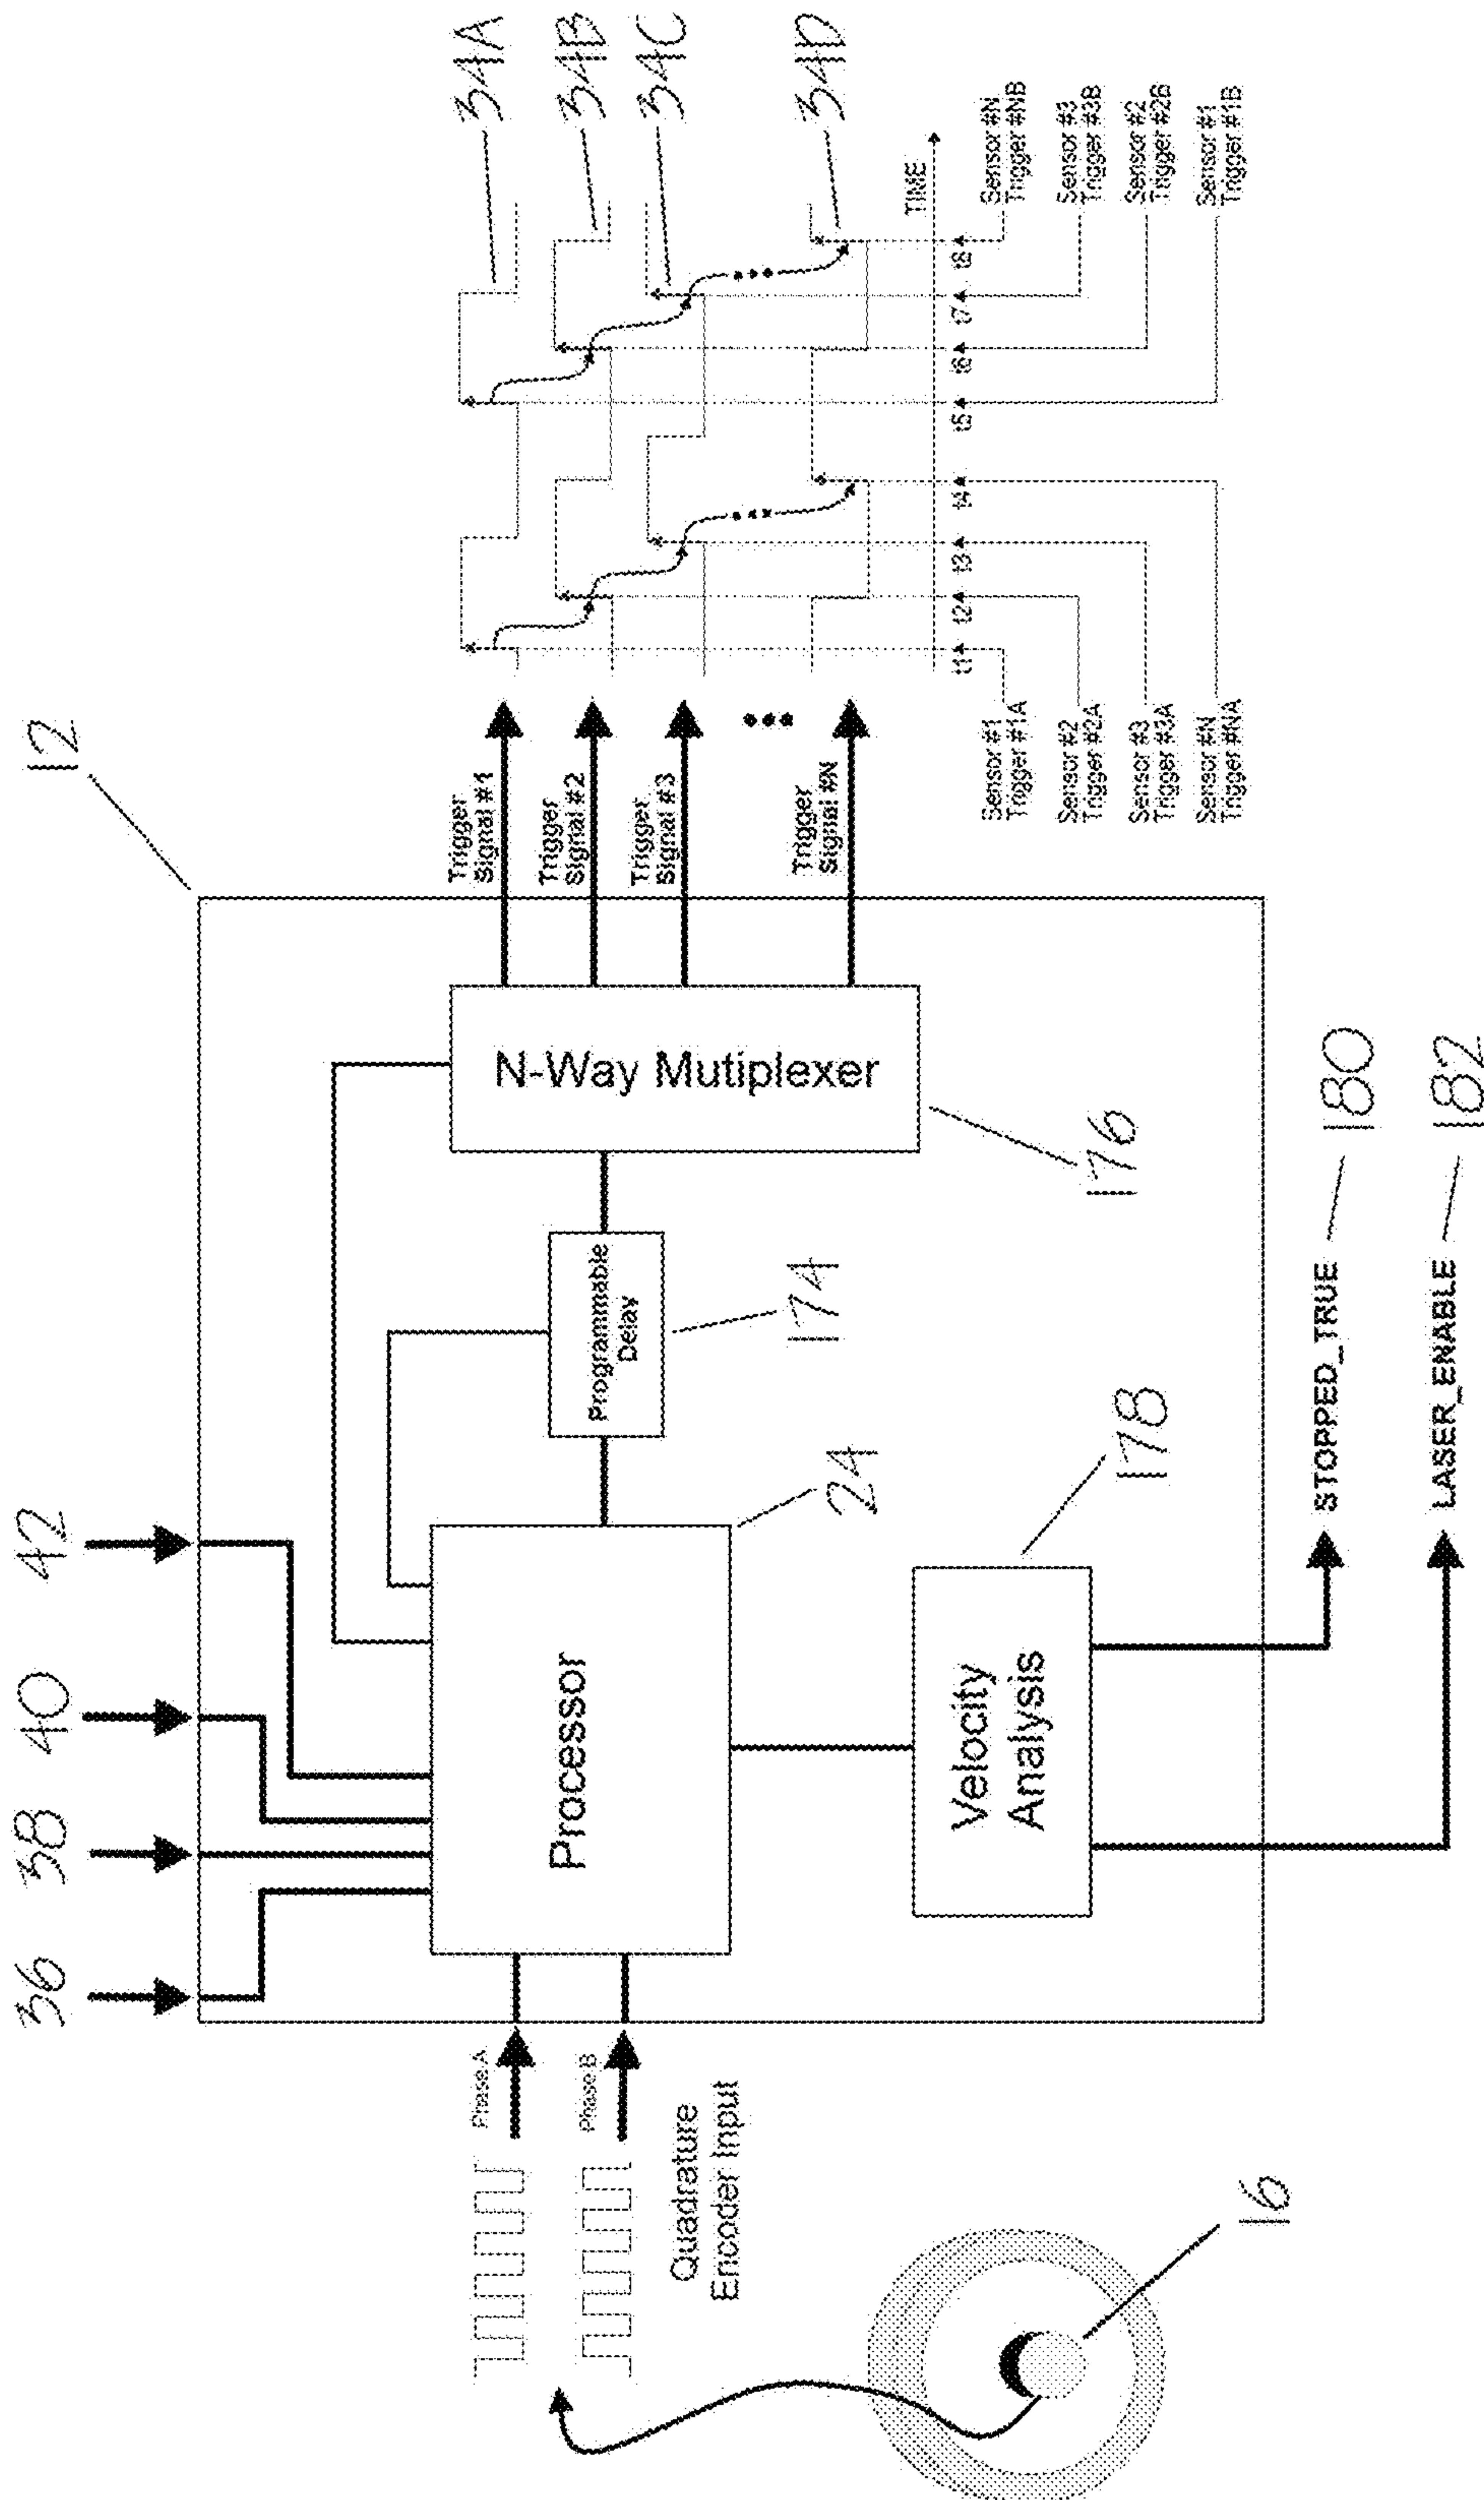 12
36
38
40
42
Phase A
Phase B
Quadrature
Encoder Input
16
Processor
24
Programmable
Delay
174
N-Way Mutiplexer
176
Velocity
Analysis
178
STOPPED_TRUE
180
LASER_ENABLE
182
Trigger
Signal #1
Trigger
Signal #2
Trigger
Signal #3
Trigger
Signal #N
34A
34B
34C
34D
TIME
t1
t2
t3
t4
t5
t6
t7
t8
Sensor #1
Trigger #1A
Sensor #2
Trigger #2A
Sensor #3
Trigger #3A
Sensor #N
Trigger #NA
Sensor #N
Trigger #NB
Sensor #3
Trigger #3B
Sensor #2
Trigger #2B
Sensor #1
Trigger #1B